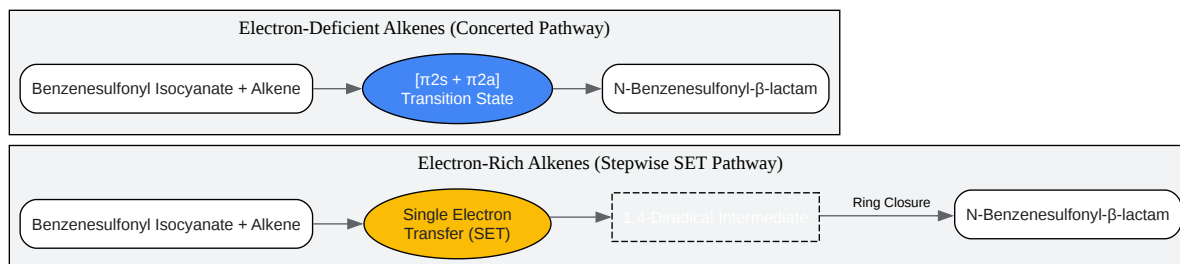 Electron-Deficient Alkenes (Concerted Pathway)
Benzenesulfonyl Isocyanate + Alkene
[π2s + π2a]
Transition State
N-Benzenesulfonyl-β-lactam
Electron-Rich Alkenes (Stepwise SET Pathway)
Benzenesulfonyl Isocyanate + Alkene
Single Electron
Transfer (SET)
1,4-Diradical Intermediate
Ring Closure
N-Benzenesulfonyl-β-lactam